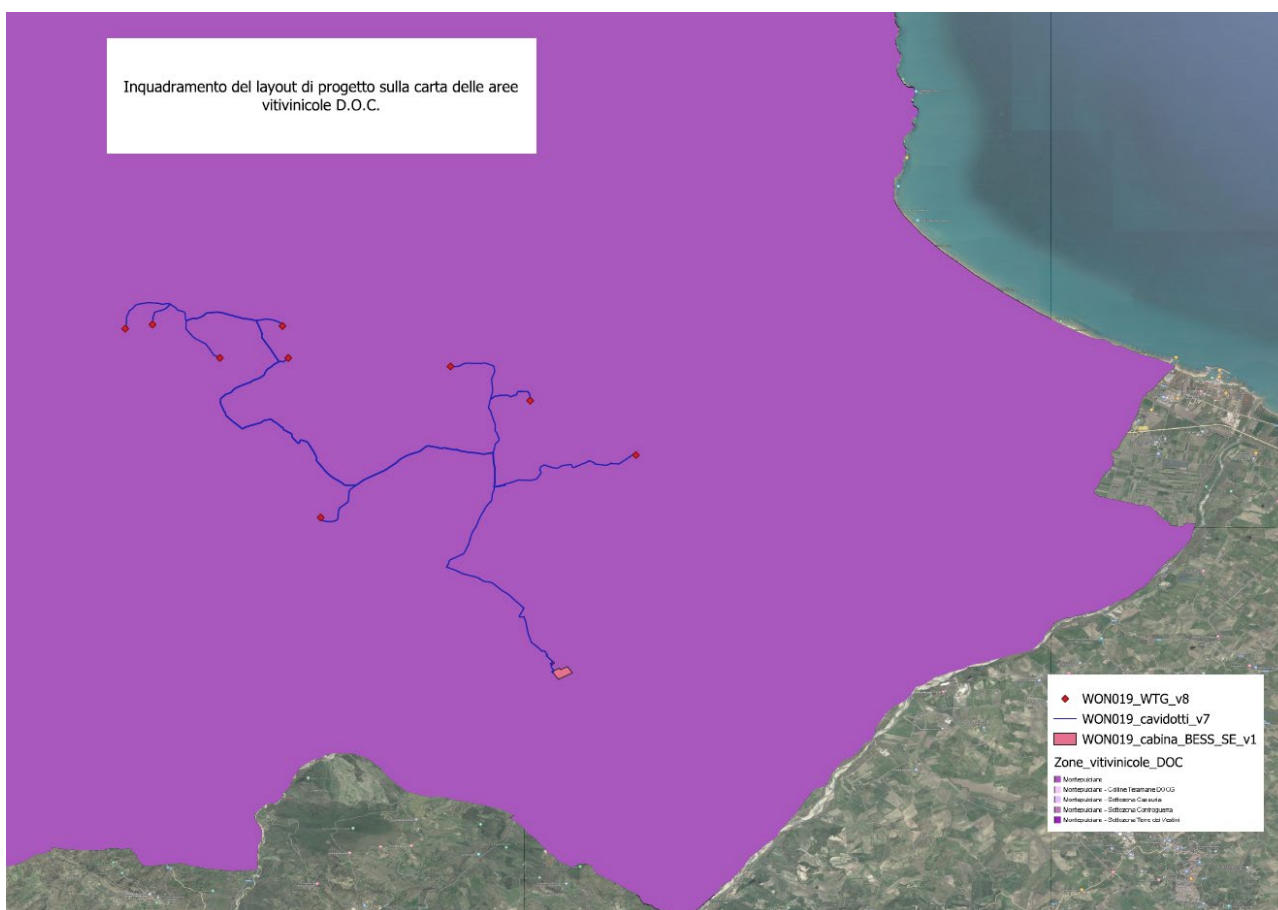 Inquadramento del layout di progetto sulla carta delle aree
vitivinicole D.O.C.
WON019_WTG_v8
WON019_cavidotti_v7
WON019_cabina_BESS_SE_v1
Zone_vitivinicole_DOC
Montepulciano
Montepulciano - Colline Teramane DOCG
Montepulciano - Sottozona Casauria
Montepulciano - Sottozona Controguerra
Montepulciano - Sottozona Terre dei Vestini